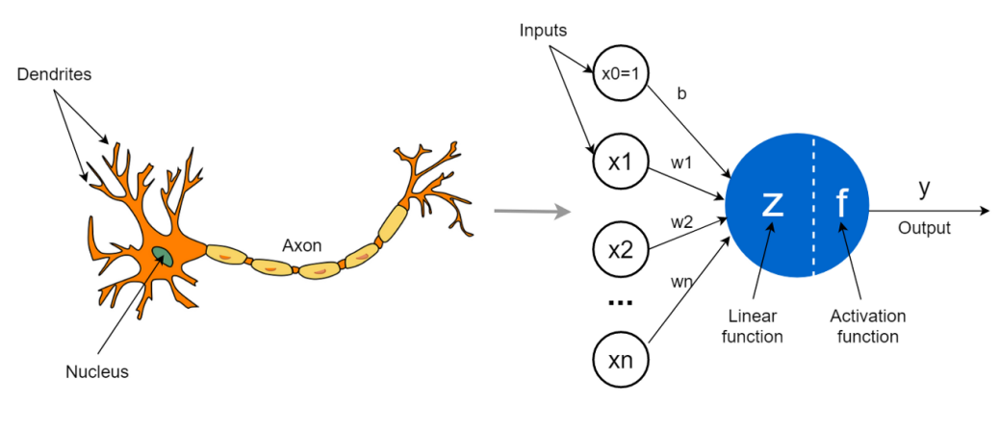 Dendrites
Axon
Nucleus
Inputs
x0=1
x1
x2
...
xn
b
w1
w2
wn
z
f
Linear
function
Activation
function
y
Output